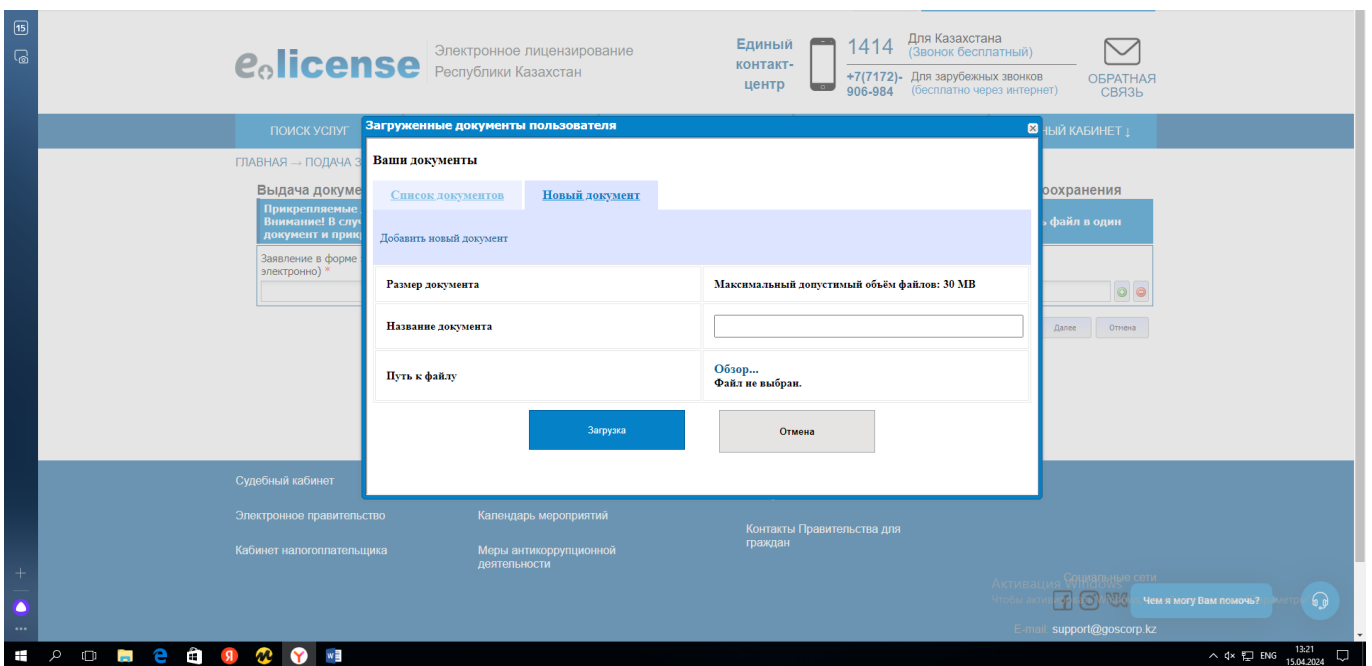 15
e.license
Электронное лицензирование
Республики Казахстан
Единый
контакт-
центр
1414
Для Казахстана
(Звонок бесплатный)
+7(7172)-
906-984
Для зарубежных звонков
(бесплатно через интернет)
ОБРАТНАЯ
СВЯЗЬ
ПОИСК УСЛУГ
НЫЙ КАБИНЕТ ↓
ГЛАВНАЯ → ПОДАЧА З
Выдача докуме
оохранения
Прикрепляемые
Внимание! В случ
ь файл в один
документ и прик
Заявление в форме
электронно) *
Далее
Отмена
Загруженные документы пользователя
Ваши документы
Список документов
Новый документ
Добавить новый документ
Размер документа
Максимальный допустимый объём файлов: 30 MB
Название документа
Путь к файлу
Обзор...
Файл не выбран.
Загрузка
Отмена
Судебный кабинет
Электронное правительство
Календарь мероприятий
Контакты Правительства для
граждан
Кабинет налогоплательщика
Меры антикоррупционной
деятельности
Социальные сети
Активация Windows
Чтобы
Чем я могу Вам помочь?
E-mail: support@goscorp.kz
ENG
13:21
15.04.2024